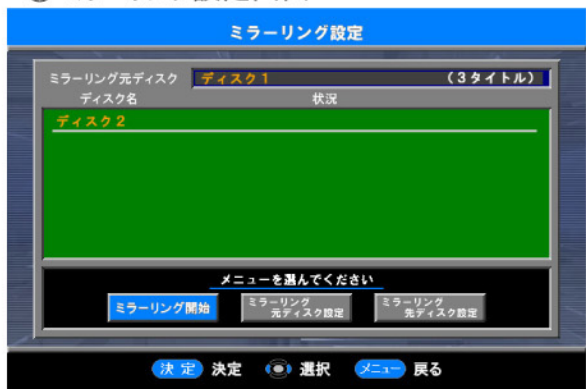 ミラーリング設定
ミラーリング元ディスク ディスク1 (3タイトル)
ディスク名 状況
ディスク2
メニューを選んでください
ミラーリング開始
ミラーリング
元ディスク設定
ミラーリング
先ディスク設定
決定 決定 選択 メニュー 戻る